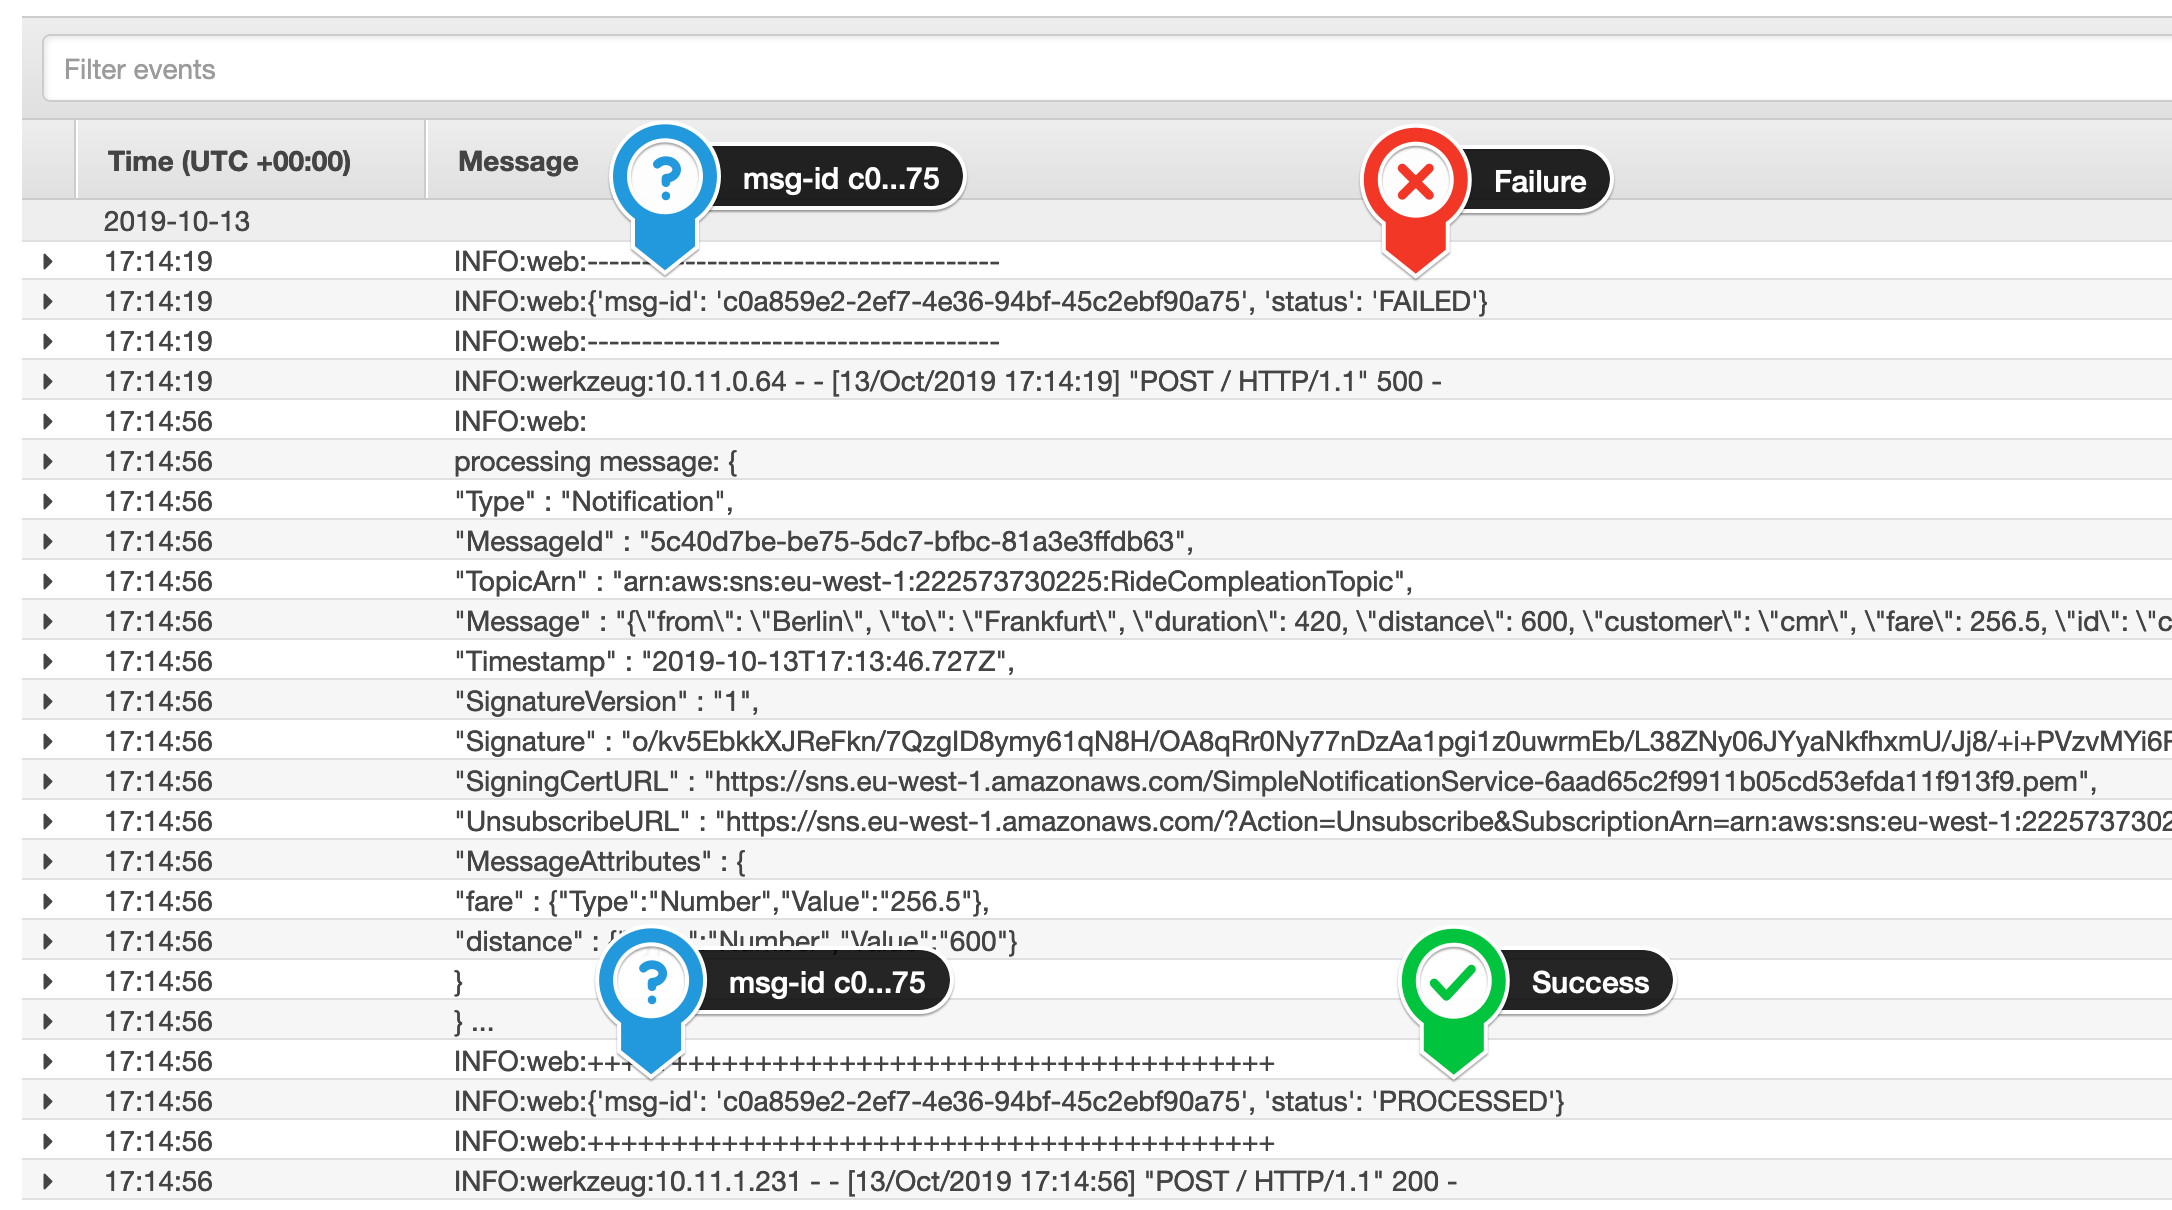 Filter events
Time (UTC +00:00) Message msg-id c0...75 Failure
2019-10-13
17:14:19 INFO:web:--------------------------------------
17:14:19 INFO:web:{'msg-id': 'c0a859e2-2ef7-4e36-94bf-45c2ebf90a75', 'status': 'FAILED'}
17:14:19 INFO:web:--------------------------------------
17:14:19 INFO:werkzeug:10.11.0.64 - - [13/Oct/2019 17:14:19] "POST / HTTP/1.1" 500 -
17:14:56 INFO:web:
17:14:56 processing message: {
17:14:56 "Type" : "Notification",
17:14:56 "MessageId" : "5c40d7be-be75-5dc7-bfbc-81a3e3ffdb63",
17:14:56 "TopicArn" : "arn:aws:sns:eu-west-1:222573730225:RideCompleationTopic",
17:14:56 "Message" : "{\"from\": \"Berlin\", \"to\": \"Frankfurt\", \"duration\": 420, \"distance\": 600, \"customer\": \"cmr\", \"fare\": 256.5, \"id\": \"c
17:14:56 "Timestamp" : "2019-10-13T17:13:46.727Z",
17:14:56 "SignatureVersion" : "1",
17:14:56 "Signature" : "o/kv5EbkkXJReFkn/7QzgID8ymy61qN8H/OA8qRr0Ny77nDzAa1pgi1z0uwrmEb/L38ZNy06JYyaNkfhxmU/Jj8/+i+PVzvMYi6F
17:14:56 "SigningCertURL" : "https://sns.eu-west-1.amazonaws.com/SimpleNotificationService-6aad65c2f9911b05cd53efda11f913f9.pem",
17:14:56 "UnsubscribeURL" : "https://sns.eu-west-1.amazonaws.com/?Action=Unsubscribe&SubscriptionArn=arn:aws:sns:eu-west-1:2225737302
17:14:56 "MessageAttributes" : {
17:14:56 "fare" : {"Type":"Number","Value":"256.5"},
17:14:56 "distance" : {":"Number","Value":"600"}
17:14:56 }
msg-id c0...75 Success
17:14:56 } ...
17:14:56 INFO:web:+++++++++++++++++++++++++++++++++++++++++
17:14:56 INFO:web:{'msg-id': 'c0a859e2-2ef7-4e36-94bf-45c2ebf90a75', 'status': 'PROCESSED'}
17:14:56 INFO:web:+++++++++++++++++++++++++++++++++++++++++
17:14:56 INFO:werkzeug:10.11.1.231 - - [13/Oct/2019 17:14:56] "POST / HTTP/1.1" 200 -